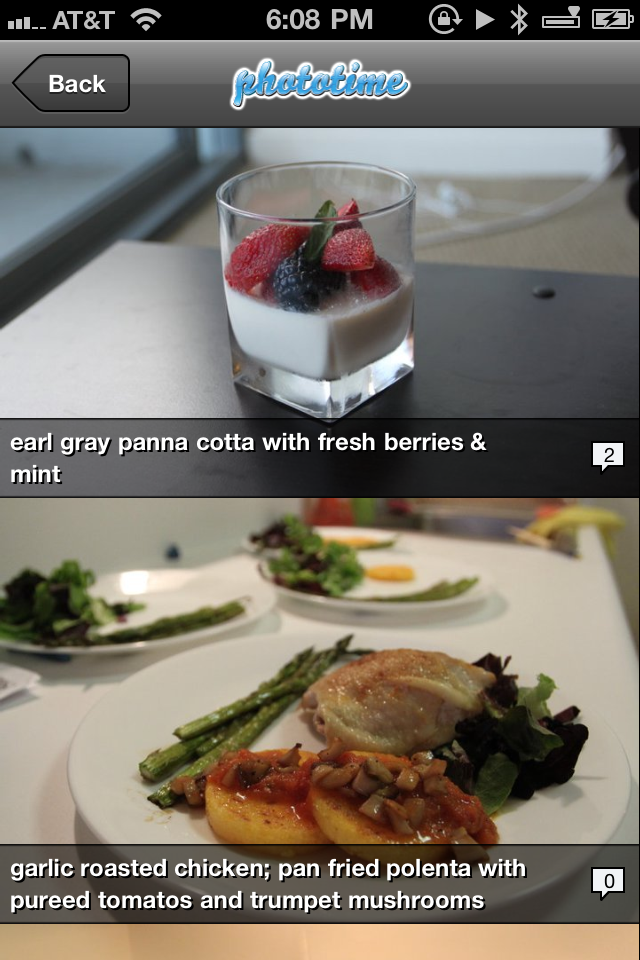 AT&T 6:08 PM
Back
phototime
earl gray panna cotta with fresh berries &
mint
2
garlic roasted chicken; pan fried polenta with
pureed tomatos and trumpet mushrooms
0